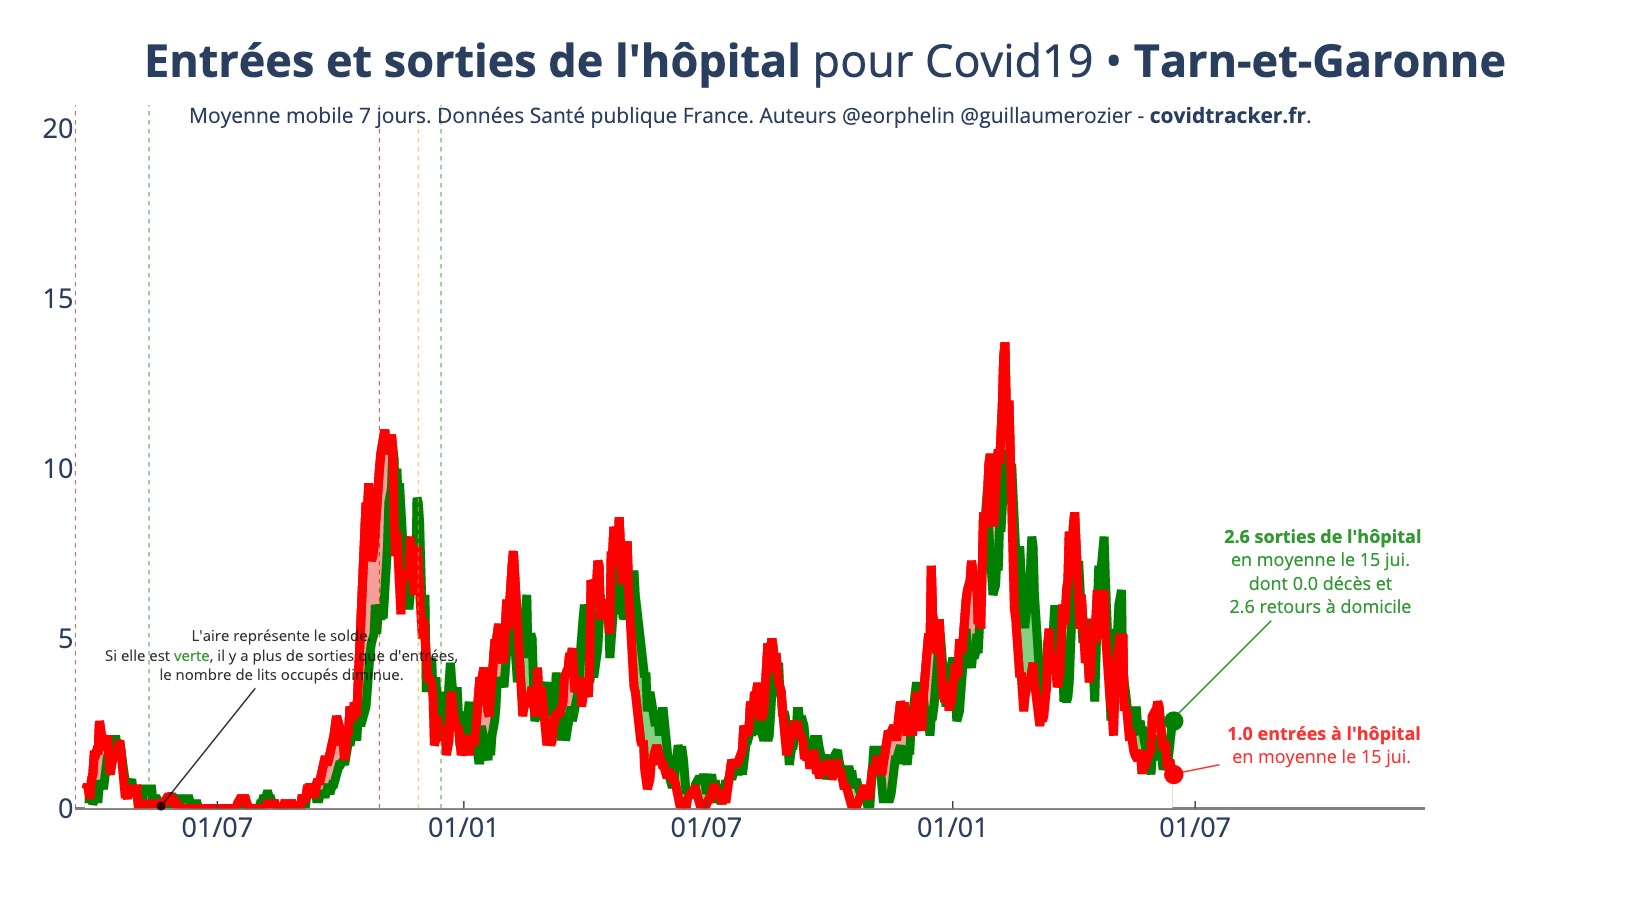 Entrées et sorties de l'hôpital pour Covid19 • Tarn-et-Garonne
Moyenne mobile 7 jours. Données Santé publique France. Auteurs @eorphelin @guillaumerozier - covidtracker.fr.
20
15
10
5
0
L'aire représente le solde.
Si elle est verte, il y a plus de sorties que d'entrées,
le nombre de lits occupés diminue.
2.6 sorties de l'hôpital
en moyenne le 15 jui.
dont 0.0 décès et
2.6 retours à domicile
1.0 entrées à l'hôpital
en moyenne le 15 jui.
01/07
01/01
01/07
01/01
01/07